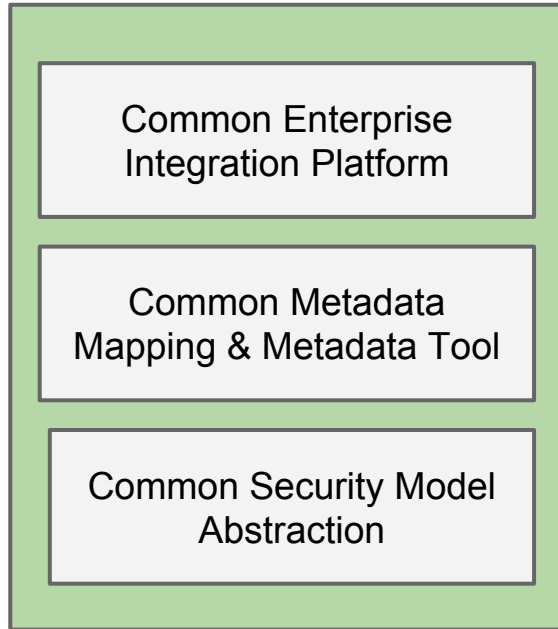 Common Enterprise
Integration Platform
Common Metadata
Mapping & Metadata Tool
Common Security Model
Abstraction